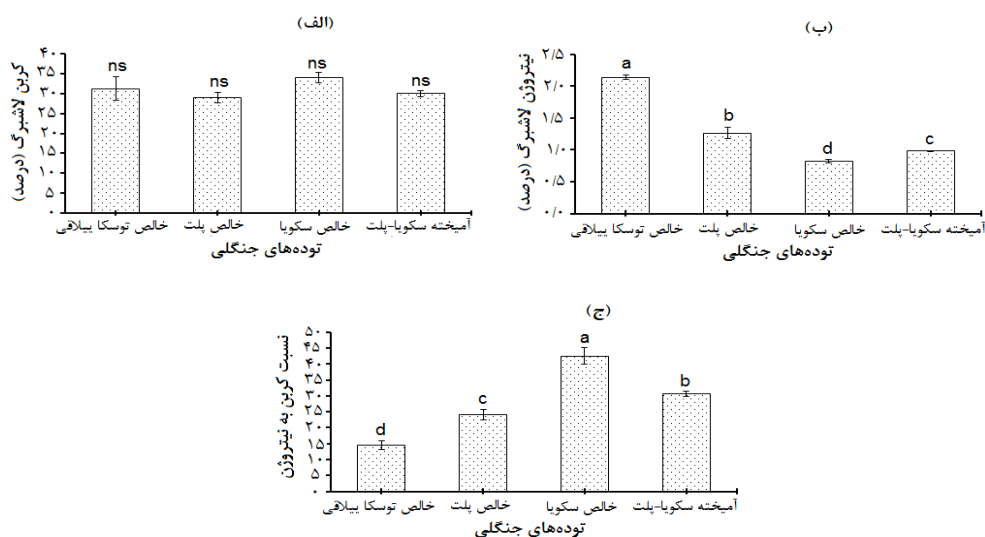 (الف)
کربن لاشبرگ (درصد)
۴۰
۳۵
۳۰
۲۵
۲۰
۱۵
۱۰
۵
۰
ns
ns
ns
ns
خالص توسکا ییلاقی
خالص پلت
خالص سکویا
آمیخته سکویا-پلت
توده‌های جنگلی
(ب)
نیتروژن لاشبرگ (درصد)
۲/۵
۲/۰
۱/۵
۱/۰
۰/۵
۰/۰
a
b
d
c
خالص توسکا ییلاقی
خالص پلت
خالص سکویا
آمیخته سکویا-پلت
توده‌های جنگلی
(ج)
نسبت کربن به نیتروژن
۵۰
۴۵
۴۰
۳۵
۳۰
۲۵
۲۰
۱۵
۱۰
۵
۰
d
c
a
b
خالص توسکا ییلاقی
خالص پلت
خالص سکویا
آمیخته سکویا-پلت
توده‌های جنگلی